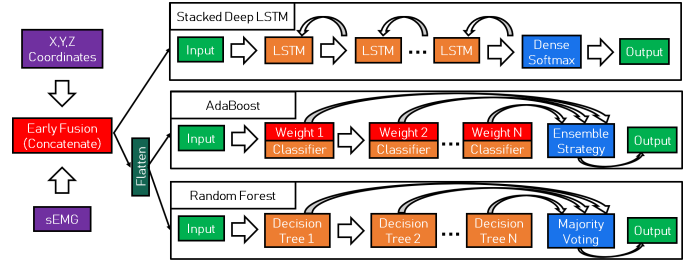 X,Y,Z
Coordinates
Early Fusion
(Concatenate)
sEMG
Flatten
Stacked Deep LSTM
Input
LSTM
LSTM
...
LSTM
Dense
Softmax
Output
AdaBoost
Input
Weight 1
Classifier
Weight 2
Classifier
...
Weight N
Classifier
Ensemble
Strategy
Output
Random Forest
Input
Decision
Tree 1
Decision
Tree 2
...
Decision
Tree N
Majority
Voting
Output